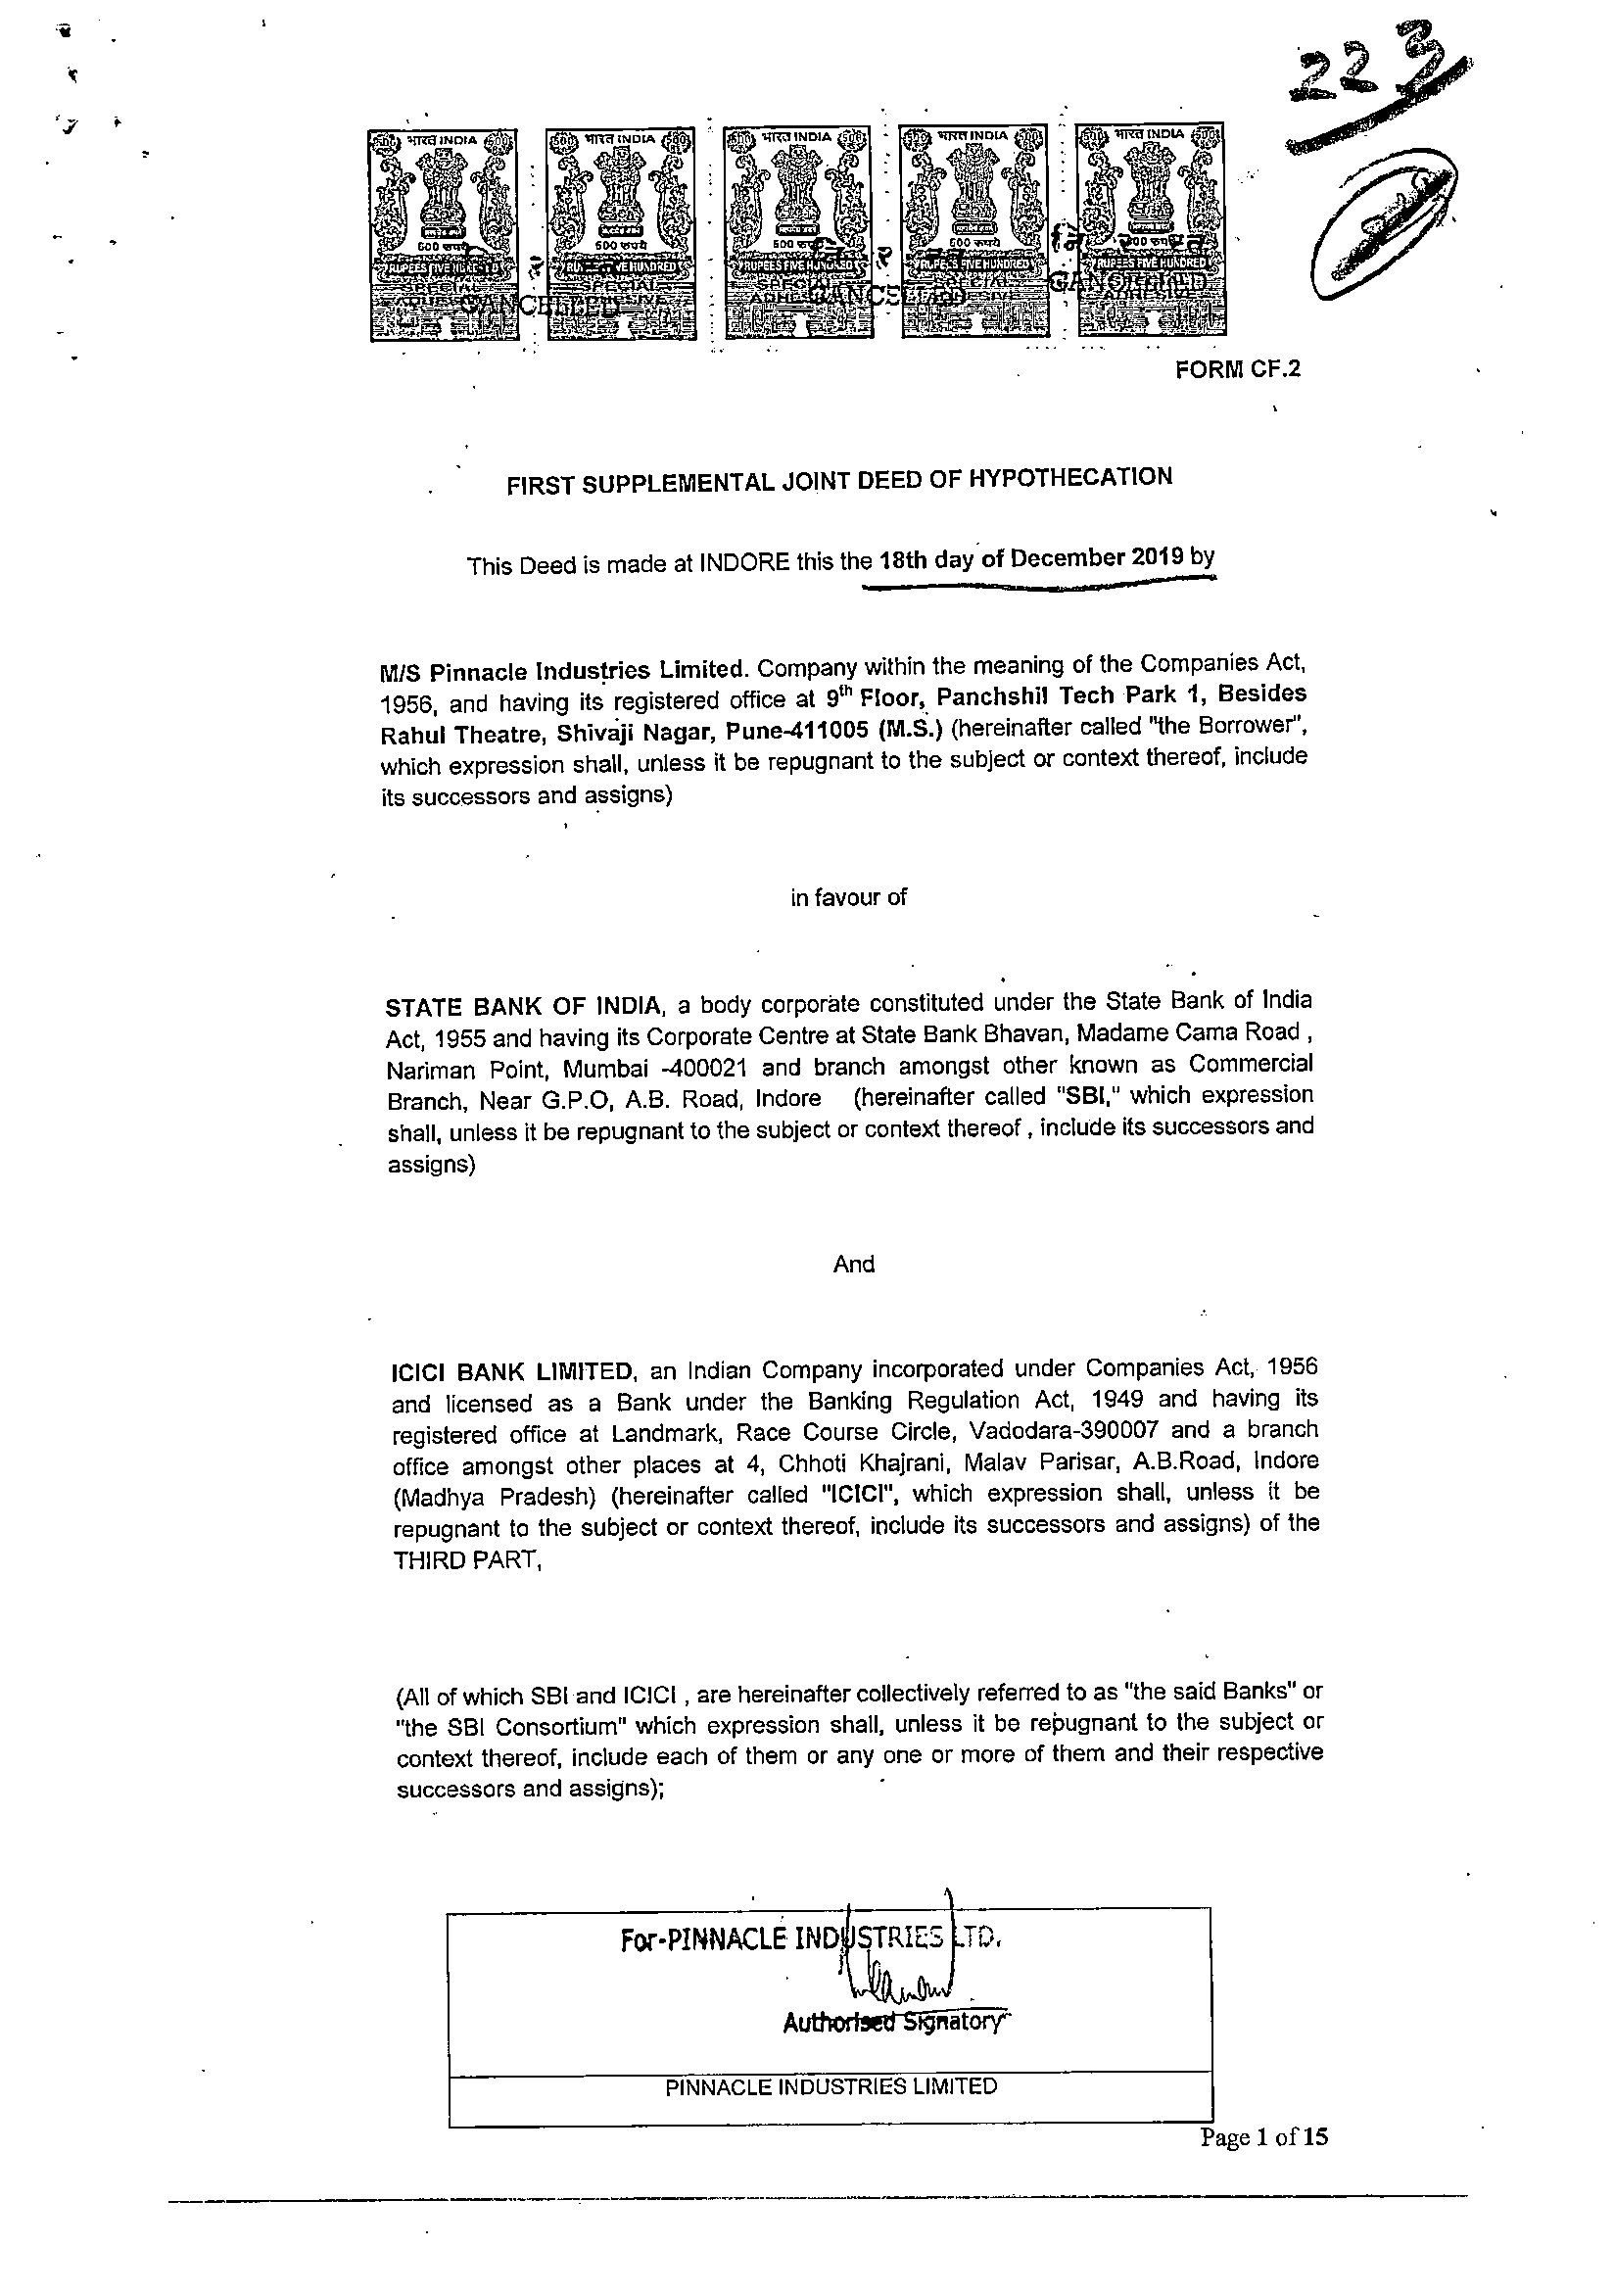 223
500 भारत INDIA 500 500 भारत INDIA 500 500 भारत INDIA 500 500 भारत INDIA 500 500 भारत INDIA 500
500 रुपये 500 रुपये 500 500 रुपये 500
RUPEES FIVE HUNDRED RUPEES FIVE HUNDRED RUPEES FIVE HUNDRED RUPEES FIVE HUNDRED RUPEES FIVE HUNDRED
SPECIAL SPECIAL SPECIAL SPECIAL
ADHESIVE
CANCELLED CANCELLED CANCELLED
FORM CF.2
FIRST SUPPLEMENTAL JOINT DEED OF HYPOTHECATION
This Deed is made at INDORE this the 18th day of December 2019 by
M/S Pinnacle Industries Limited. Company within the meaning of the Companies Act,
1956, and having its registered office at 9th Floor, Panchshil Tech Park 1, Besides
Rahul Theatre, Shivaji Nagar, Pune-411005 (M.S.) (hereinafter called "the Borrower",
which expression shall, unless it be repugnant to the subject or context thereof, include
its successors and assigns)
in favour of
STATE BANK OF INDIA, a body corporate constituted under the State Bank of India
Act, 1955 and having its Corporate Centre at State Bank Bhavan, Madame Cama Road ,
Nariman Point, Mumbai -400021 and branch amongst other known as Commercial
Branch, Near G.P.O, A.B. Road, Indore (hereinafter called "SBI," which expression
shall, unless it be repugnant to the subject or context thereof , include its successors and
assigns)
And
ICICI BANK LIMITED, an Indian Company incorporated under Companies Act, 1956
and licensed as a Bank under the Banking Regulation Act, 1949 and having its
registered office at Landmark, Race Course Circle, Vadodara-390007 and a branch
office amongst other places at 4, Chhoti Khajrani, Malav Parisar, A.B.Road, Indore
(Madhya Pradesh) (hereinafter called "ICICI", which expression shall, unless it be
repugnant to the subject or context thereof, include its successors and assigns) of the
THIRD PART,
(All of which SBI and ICICI , are hereinafter collectively referred to as "the said Banks" or
"the SBI Consortium" which expression shall, unless it be repugnant to the subject or
context thereof, include each of them or any one or more of them and their respective
successors and assigns);
For-PINNACLE INDUSTRIES LTD.
Authorised Signatory
PINNACLE INDUSTRIES LIMITED
Page 1 of 15